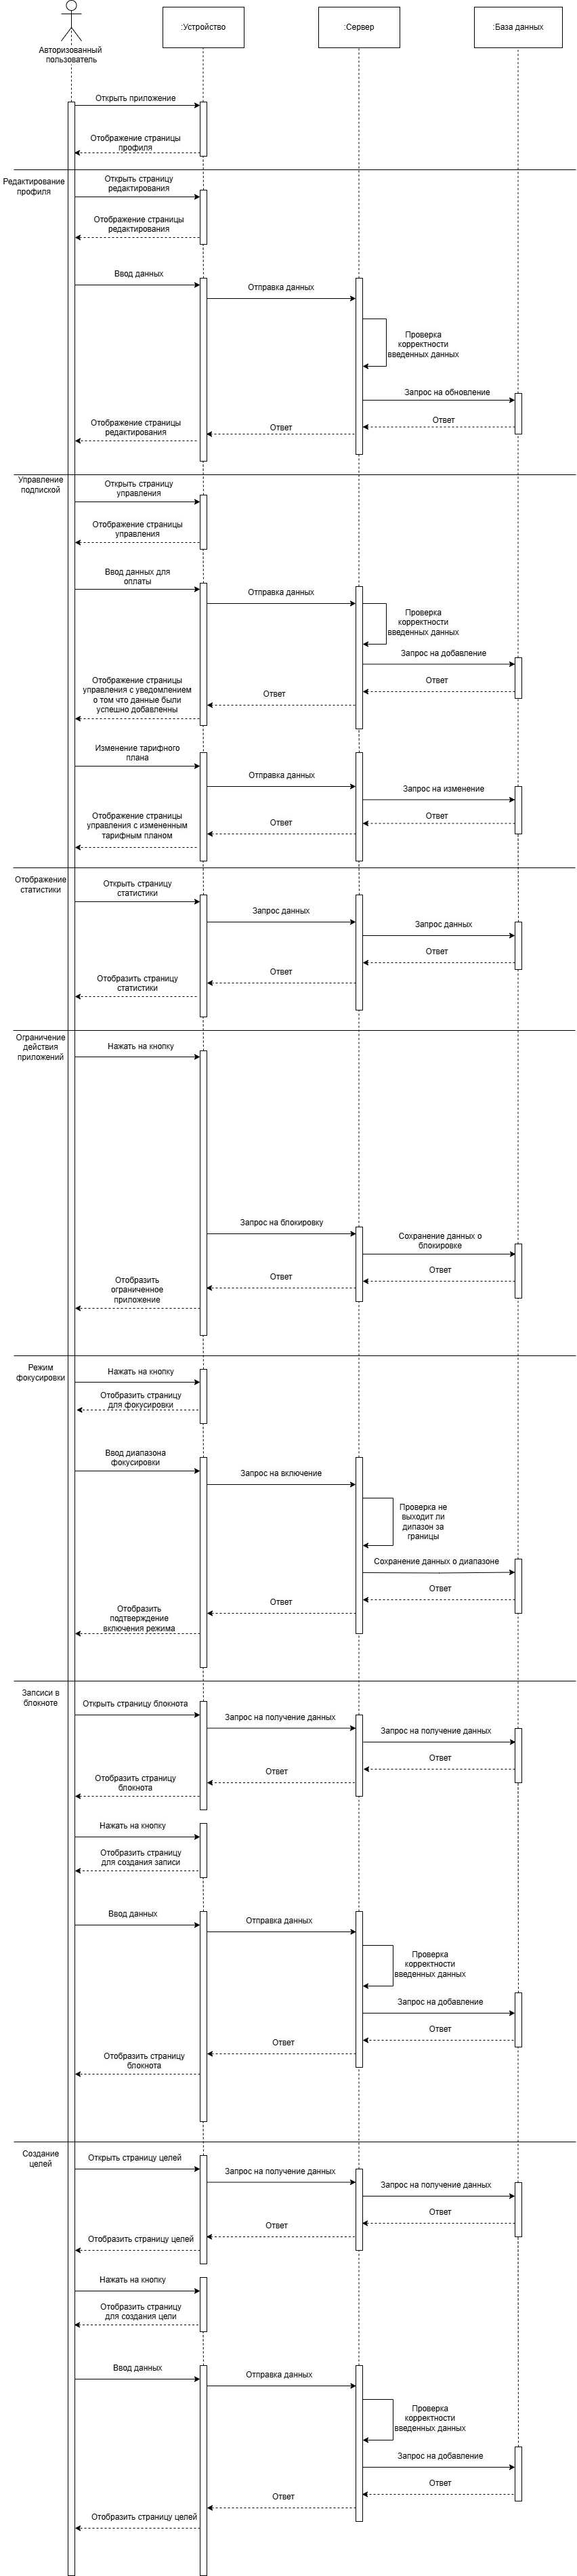 :Устройство
:Сервер
:База данных
Авторизованный
пользователь
Открыть приложение
Отображение страницы
профиля
Редактирование
профиля
Открыть страницу
редактирования
Отображение страницы
редактирования
Ввод данных
Отправка данных
Проверка
корректности
введенных данных
Запрос на обновление
Ответ
Ответ
Отображение страницы
редактирования
Управление
подпиской
Открыть страницу
управления
Отображение страницы
управления
Ввод данных для
оплаты
Отправка данных
Проверка
корректности
введенных данных
Запрос на добавление
Ответ
Ответ
Отображение страницы
управления с уведомлением
о том что данные были
успешно добавленны
Изменение тарифного
плана
Отправка данных
Запрос на изменение
Ответ
Ответ
Отображение страницы
управления с измененным
тарифным планом
Отображение
статистики
Открыть страницу
статистики
Запрос данных
Запрос данных
Ответ
Ответ
Отобразить страницу
статистики
Ограничение
действия
приложений
Нажать на кнопку
Запрос на блокировку
Сохранение данных о
блокировке
Ответ
Ответ
Отобразить
ограниченное
приложение
Режим
фокусировки
Нажать на кнопку
Отобразить страницу
для фокусировки
Ввод диапазона
фокусировки
Запрос на включение
Проверка не
выходит ли
дипазон за
границы
Сохранение данных о диапазоне
Ответ
Ответ
Отобразить
подтверждение
включения режима
Запсиси в
блокноте
Открыть страницу блокнота
Запрос на получение данных
Запрос на получение данных
Ответ
Ответ
Отобразить страницу
блокнота
Нажать на кнопку
Отобразить страницу
для создания записи
Ввод данных
Отправка данных
Проверка
корректности
введенных данных
Запрос на добавление
Ответ
Ответ
Отобразить страницу
блокнота
Создание
целей
Открыть страницу целей
Запрос на получение данных
Запрос на получение данных
Ответ
Ответ
Отобразить страницу целей
Нажать на кнопку
Отобразить страницу
для создания цели
Ввод данных
Отправка данных
Проверка
корректности
введенных данных
Запрос на добавление
Ответ
Ответ
Отобразить страницу целей